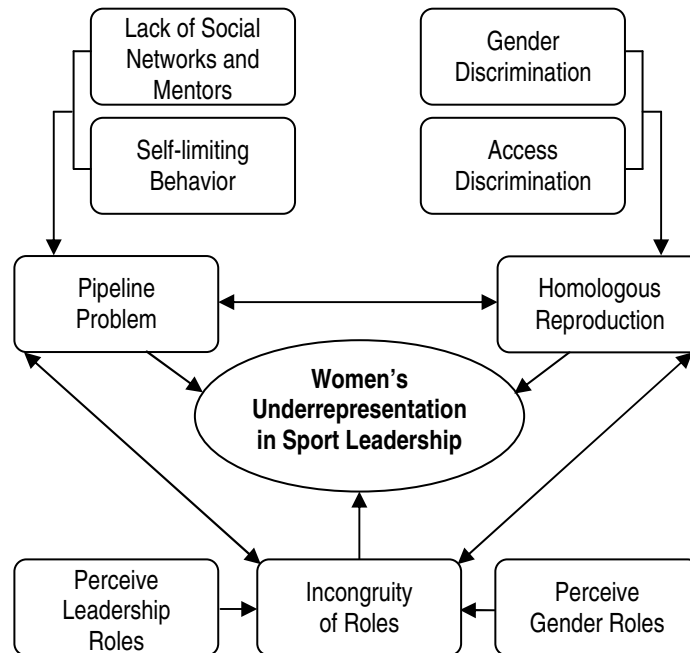 Lack of Social
Networks and
Mentors
Gender
Discrimination
Self-limiting
Behavior
Access
Discrimination
Pipeline
Problem
Homologous
Reproduction
Women’s
Underrepresentation
in Sport Leadership
Perceive
Leadership
Roles
Incongruity
of Roles
Perceive
Gender Roles